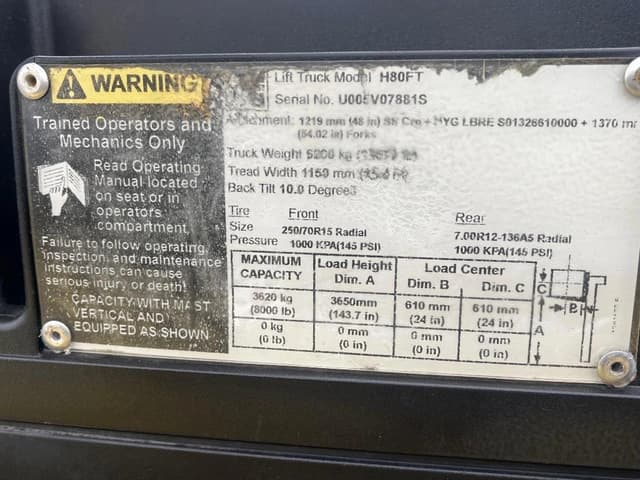 WARNING
Trained Operators and
Mechanics Only
Read Operating
Manual located
on seat or in
operators
compartment.
Failure to follow operating,
inspection, and maintenance
instructions can cause
serious injury, or death!
CAPACITY WITH MAST
VERTICAL AND
EQUIPPED AS SHOWN
Lift Truck Model H80FT
Serial No. U005V07881S
1219 mm (48 in) SS Cre + HYG LBRE S01326610000 + 1370 mm
(54.02 in) Forks
Truck Weight 5200 kg
Tread Width 1159 mm
Back Tilt 10.0 Degrees
Tire Front Rear
Size 250/70R15 Radial 7.00R12-136A5 Radial
Pressure 1000 KPA(145 PSI) 1000 KPA(145 PSI)
MAXIMUM CAPACITY Load Height Dim. A Load Center Dim. B Dim. C
3620 kg 3650mm 610 mm 610 mm
(8000 lb) (143.7 in) (24 in) (24 in)
0 kg 0 mm 0 mm 0 mm
(0 lb) (0 in) (0 in) (0 in)
C
B
A